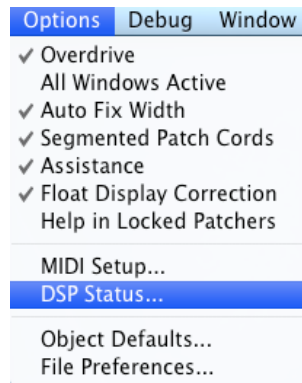 Options Debug Window
✓ Overdrive
All Windows Active
✓ Auto Fix Width
✓ Segmented Patch Cords
✓ Assistance
✓ Float Display Correction
Help in Locked Patchers
MIDI Setup...
DSP Status...
Object Defaults...
File Preferences...